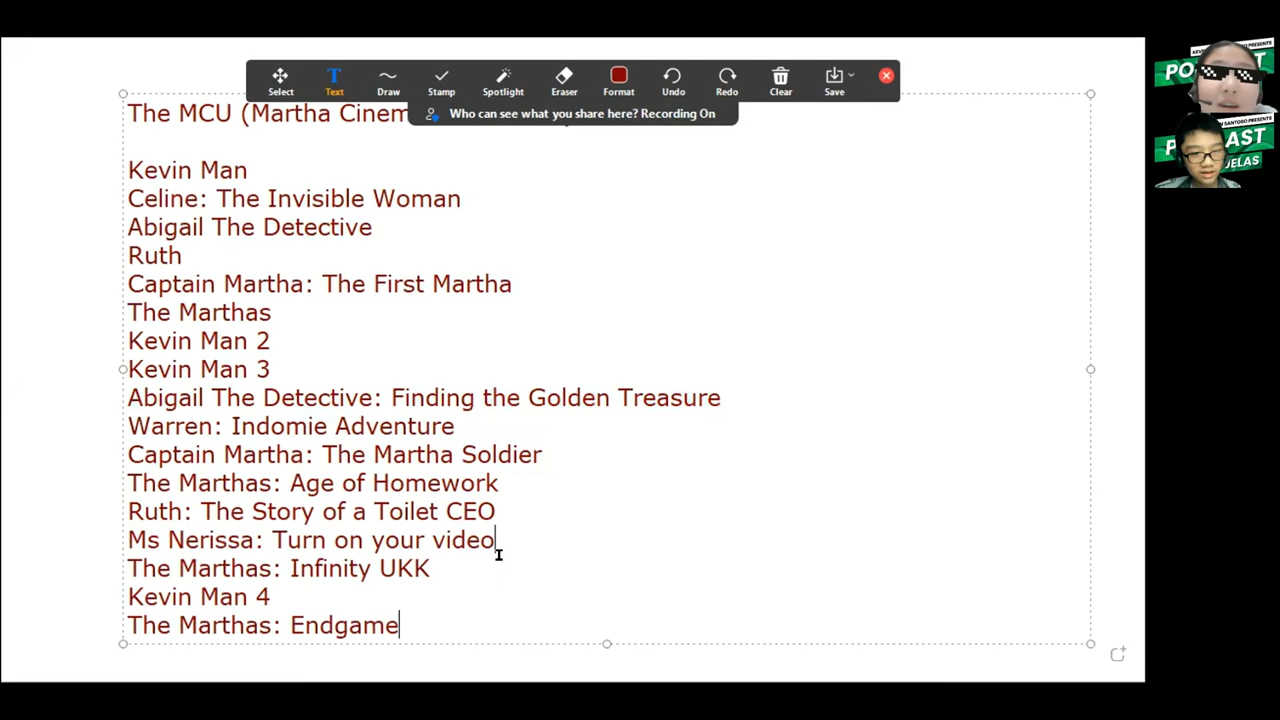 Select Text Draw Stamp Spotlight Eraser Format Undo Redo Clear Save
Who can see what you share here? Recording On
The MCU (Martha Cinem
Kevin Man
Celine: The Invisible Woman
Abigail The Detective
Ruth
Captain Martha: The First Martha
The Marthas
Kevin Man 2
Kevin Man 3
Abigail The Detective: Finding the Golden Treasure
Warren: Indomie Adventure
Captain Martha: The Martha Soldier
The Marthas: Age of Homework
Ruth: The Story of a Toilet CEO
Ms Nerissa: Turn on your video
The Marthas: Infinity UKK
Kevin Man 4
The Marthas: Endgame